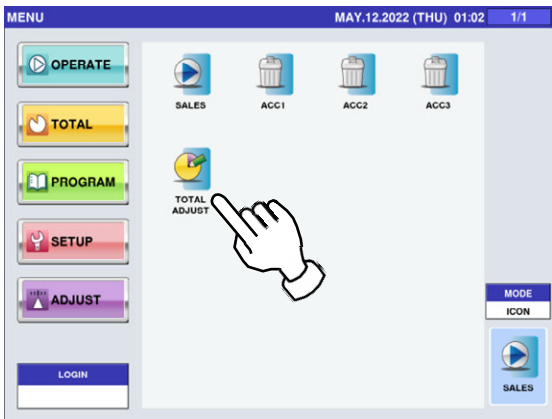 MENU
MAY.12.2022 (THU) 01:02
1/1
OPERATE
TOTAL
PROGRAM
SETUP
ADJUST
LOGIN
SALES
ACC1
ACC2
ACC3
TOTAL
ADJUST
MODE
ICON
SALES